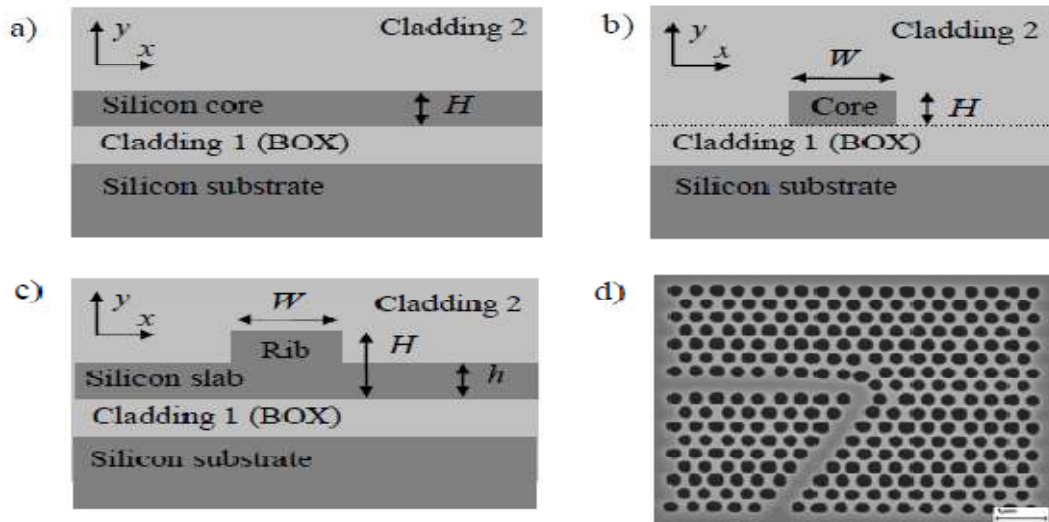 a)
y
x
Cladding 2
Silicon core
H
Cladding 1 (BOX)
Silicon substrate
b)
y
x
Cladding 2
W
Core
H
Cladding 1 (BOX)
Silicon substrate
c)
y
x
W
Cladding 2
Rib
H
Silicon slab
h
Cladding 1 (BOX)
Silicon substrate
d)